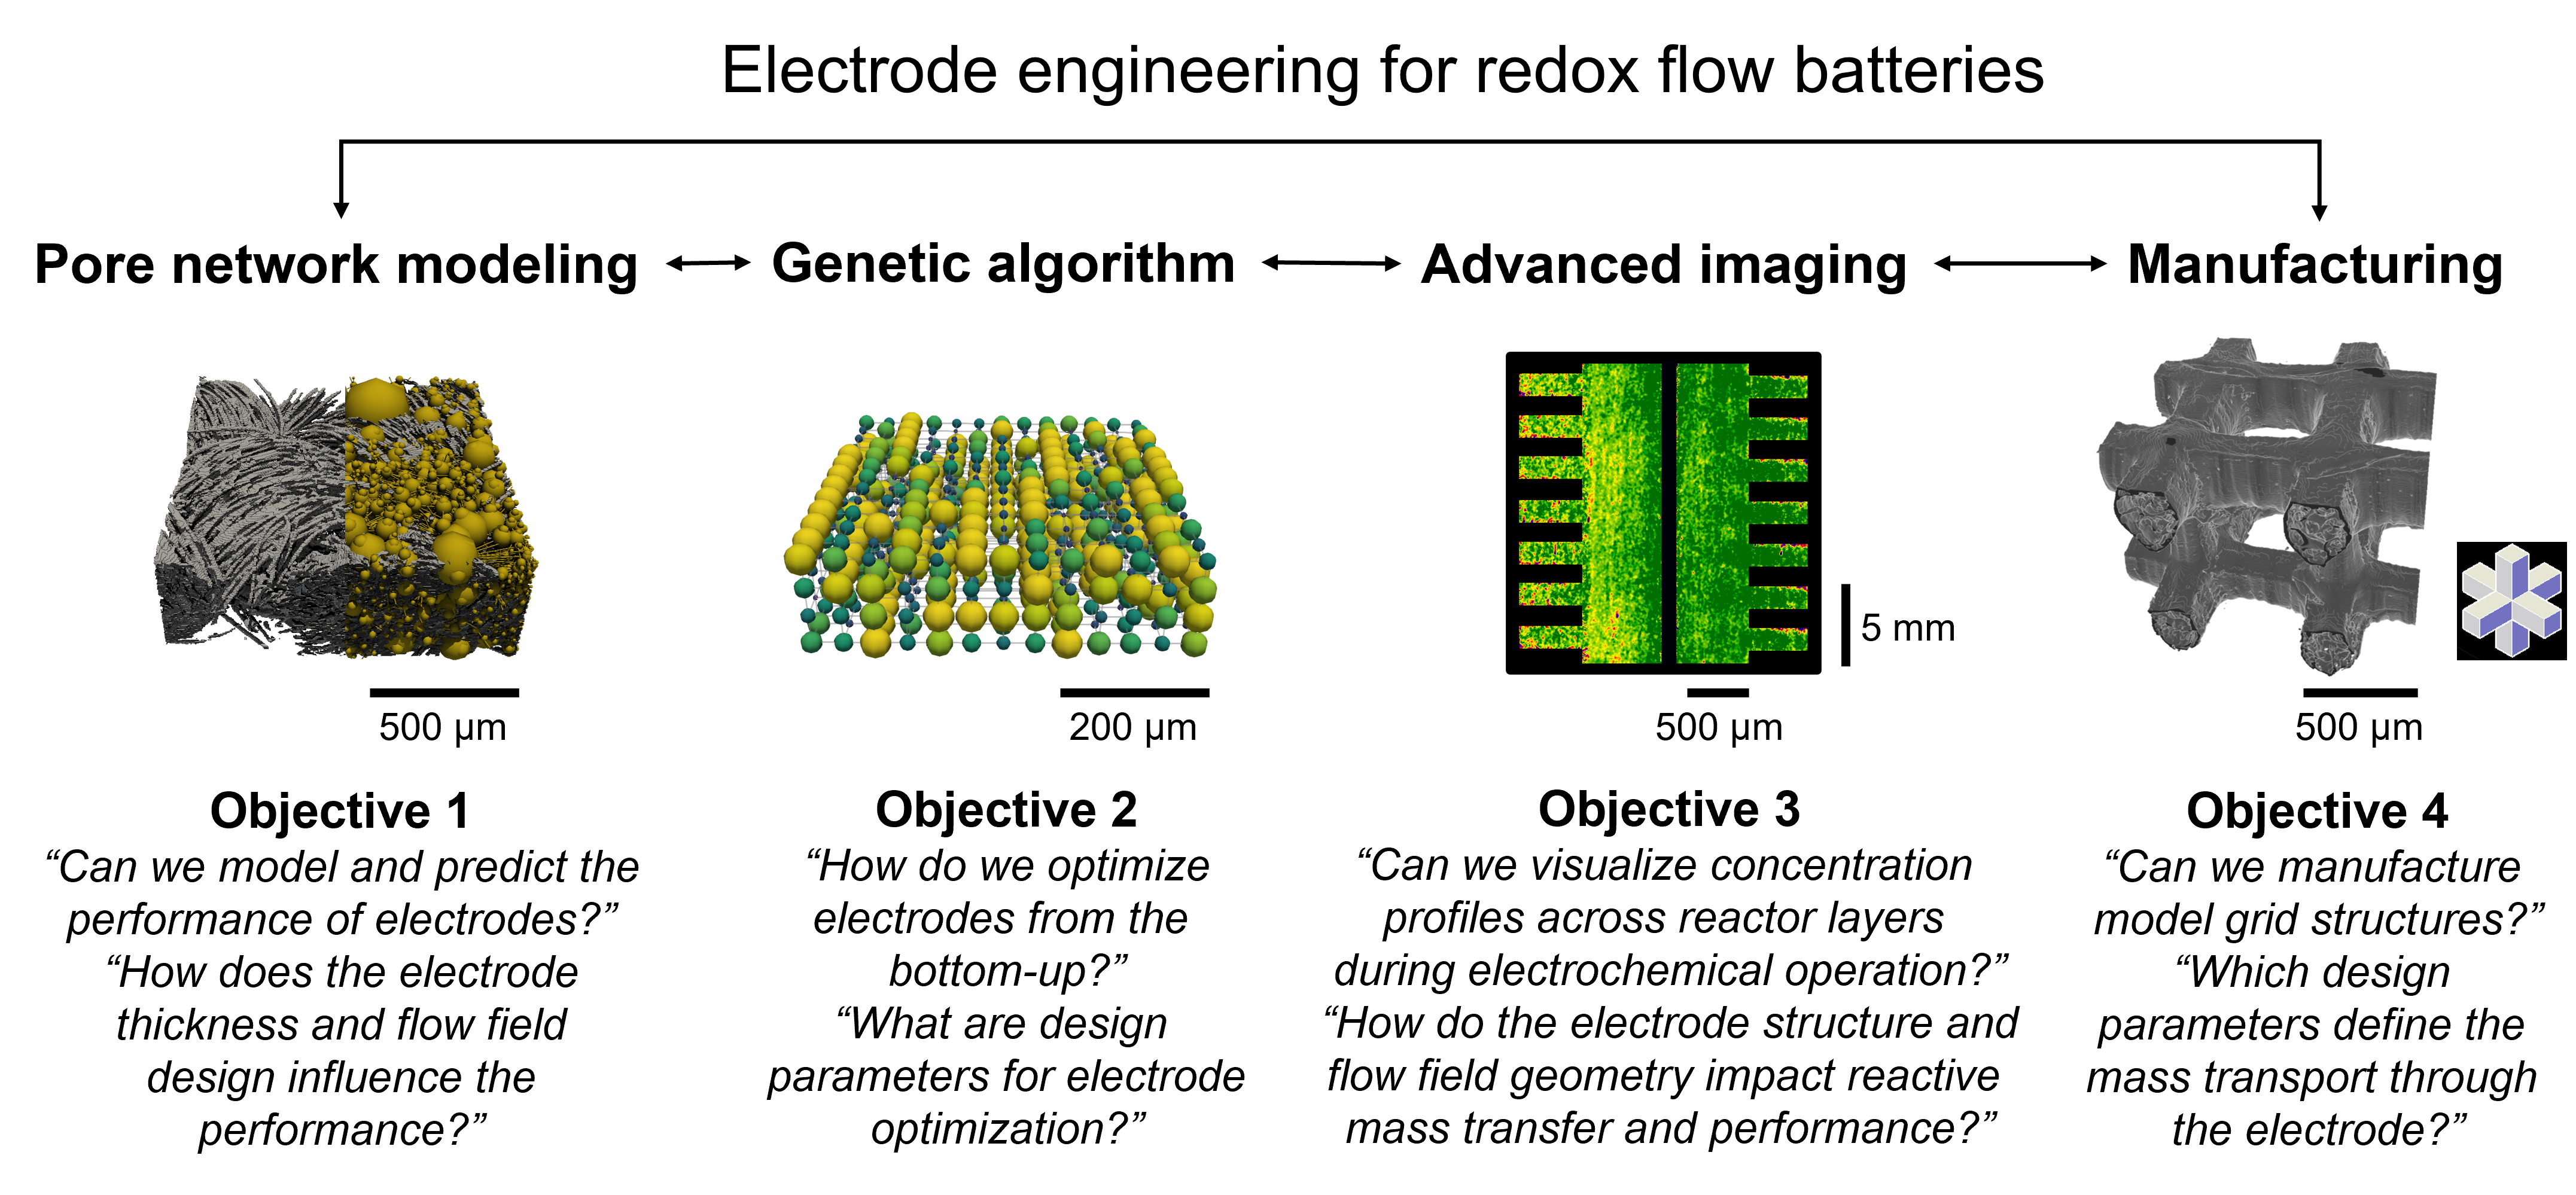 Electrode engineering for redox flow batteries
Pore network modeling
Genetic algorithm
Advanced imaging
Manufacturing
500 µm
200 µm
5 mm
500 µm
500 µm
Objective 1
“Can we model and predict the
performance of electrodes?”
“How does the electrode
thickness and flow field
design influence the
performance?”
Objective 2
“How do we optimize
electrodes from the
bottom-up?”
“What are design
parameters for electrode
optimization?”
Objective 3
“Can we visualize concentration
profiles across reactor layers
during electrochemical operation?”
“How do the electrode structure and
flow field geometry impact reactive
mass transfer and performance?”
Objective 4
“Can we manufacture
model grid structures?”
“Which design
parameters define the
mass transport through
the electrode?”